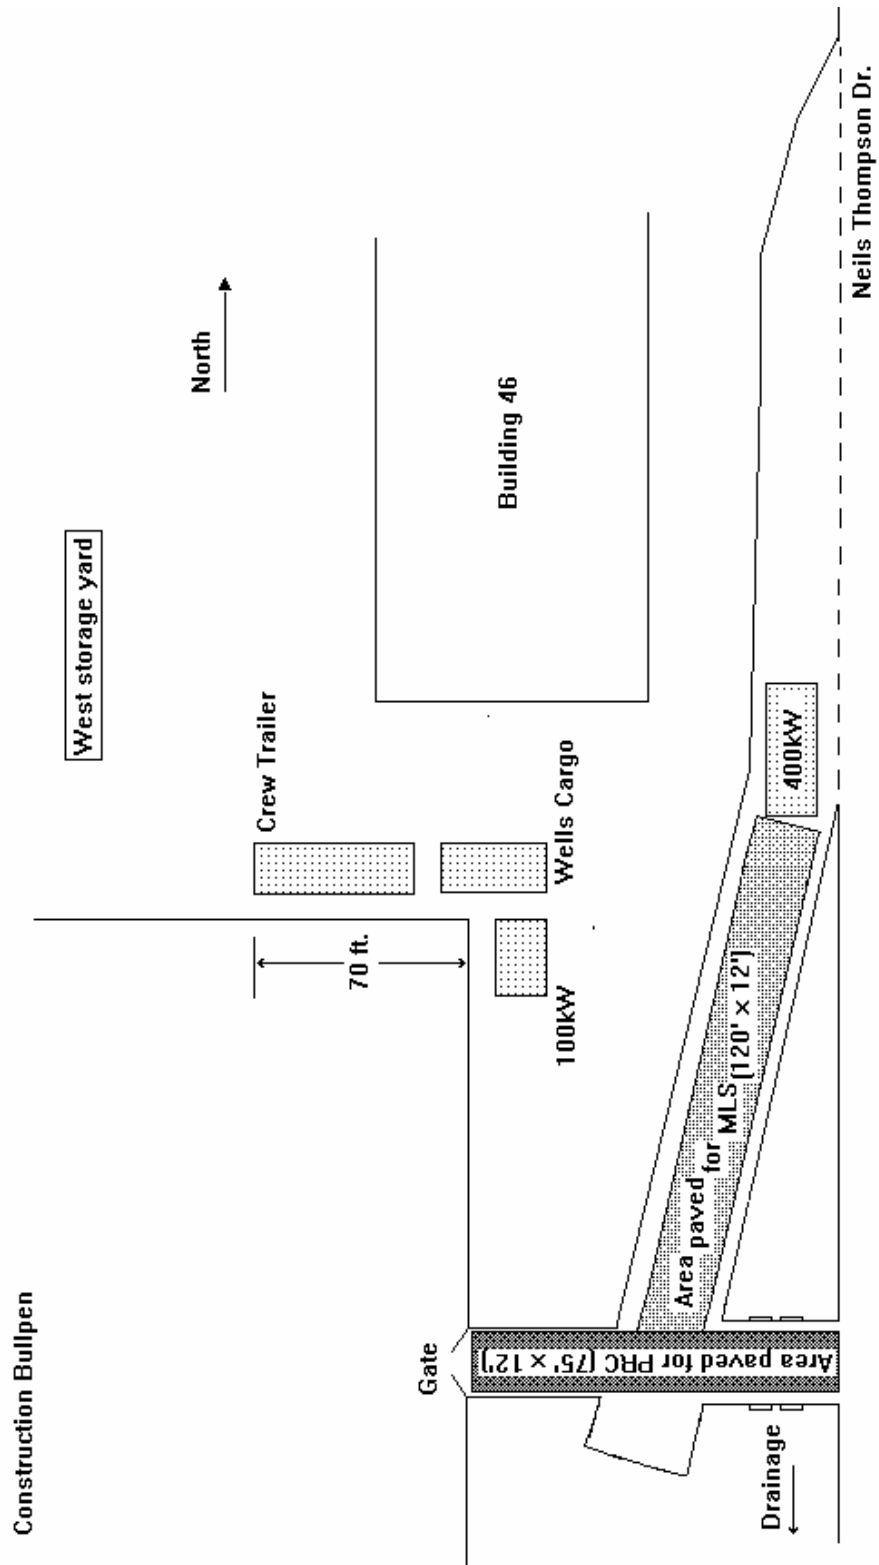 Construction Bullpen
West storage yard
North
Crew Trailer
Building 46
70 ft.
Wells Cargo
100kW
Gate
400kW
Area paved for MLS (120' × 12')
Area paved for PRC (75' × 12')
Drainage
Neils Thompson Dr.